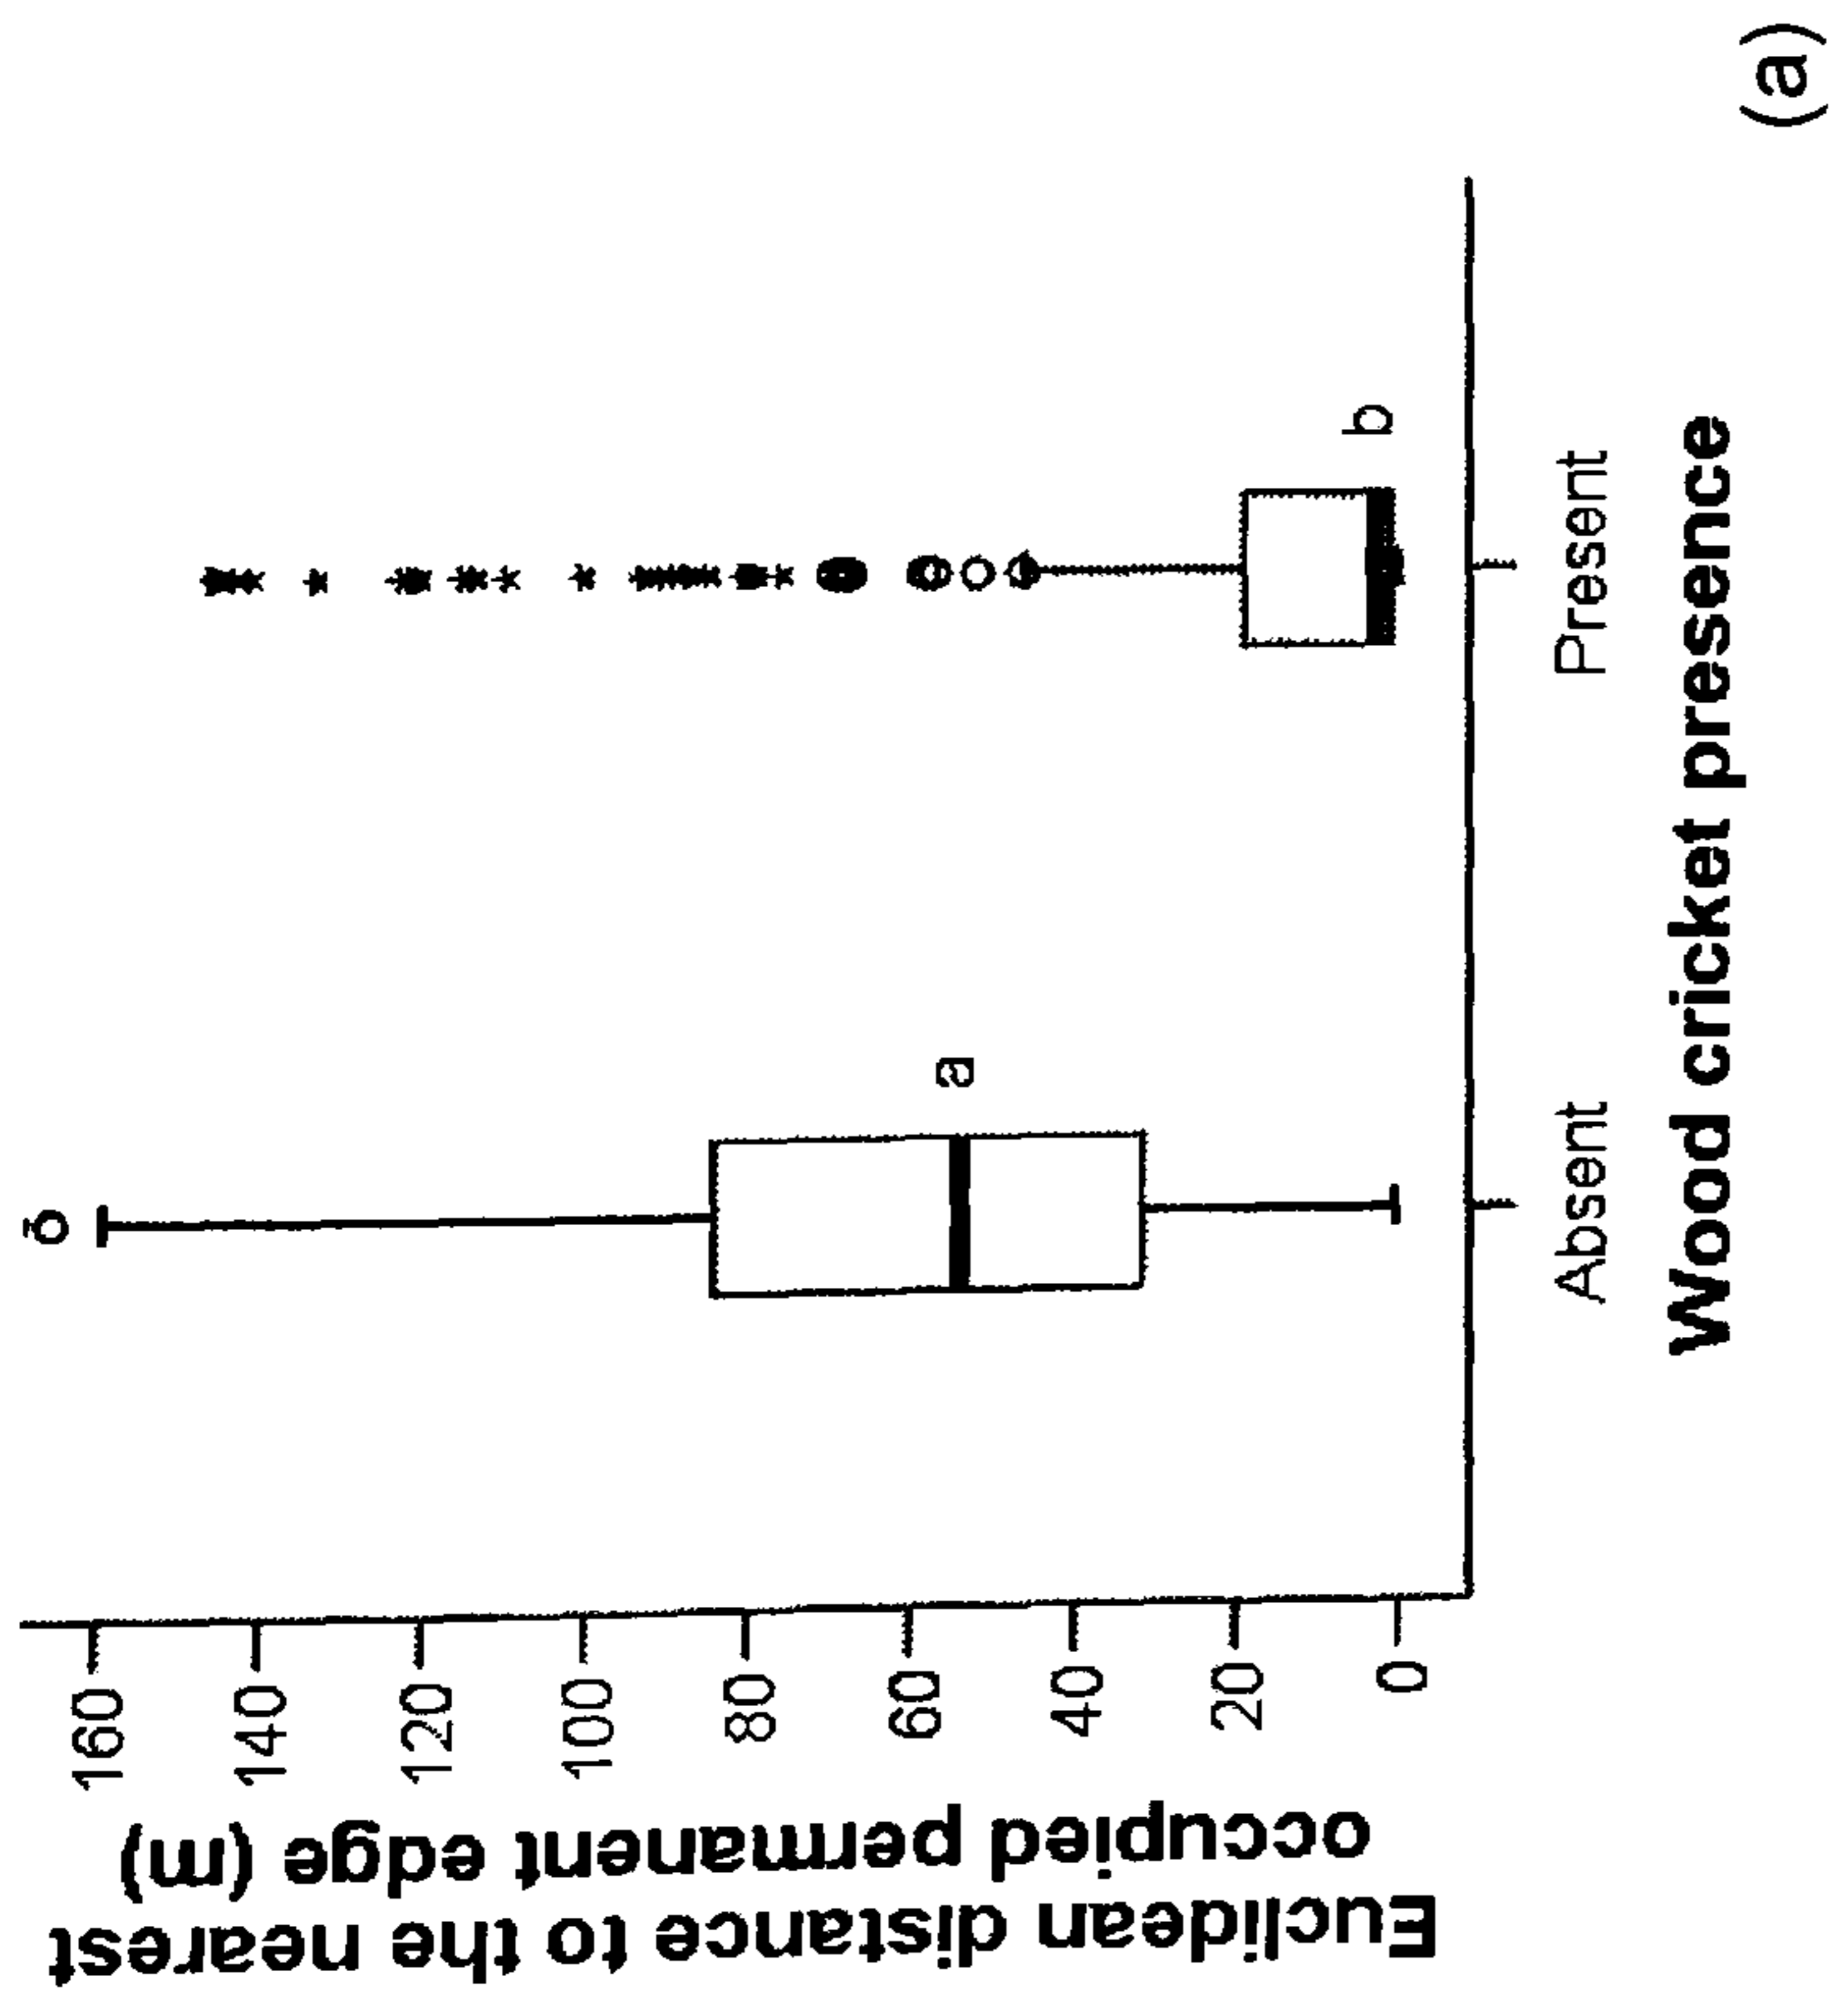 Euclidean distance to the nearest
occupied permanent edge (m)
160
140
120
100
80
60
40
20
0
a
b
Absent
Present
Wood cricket presence
(a)